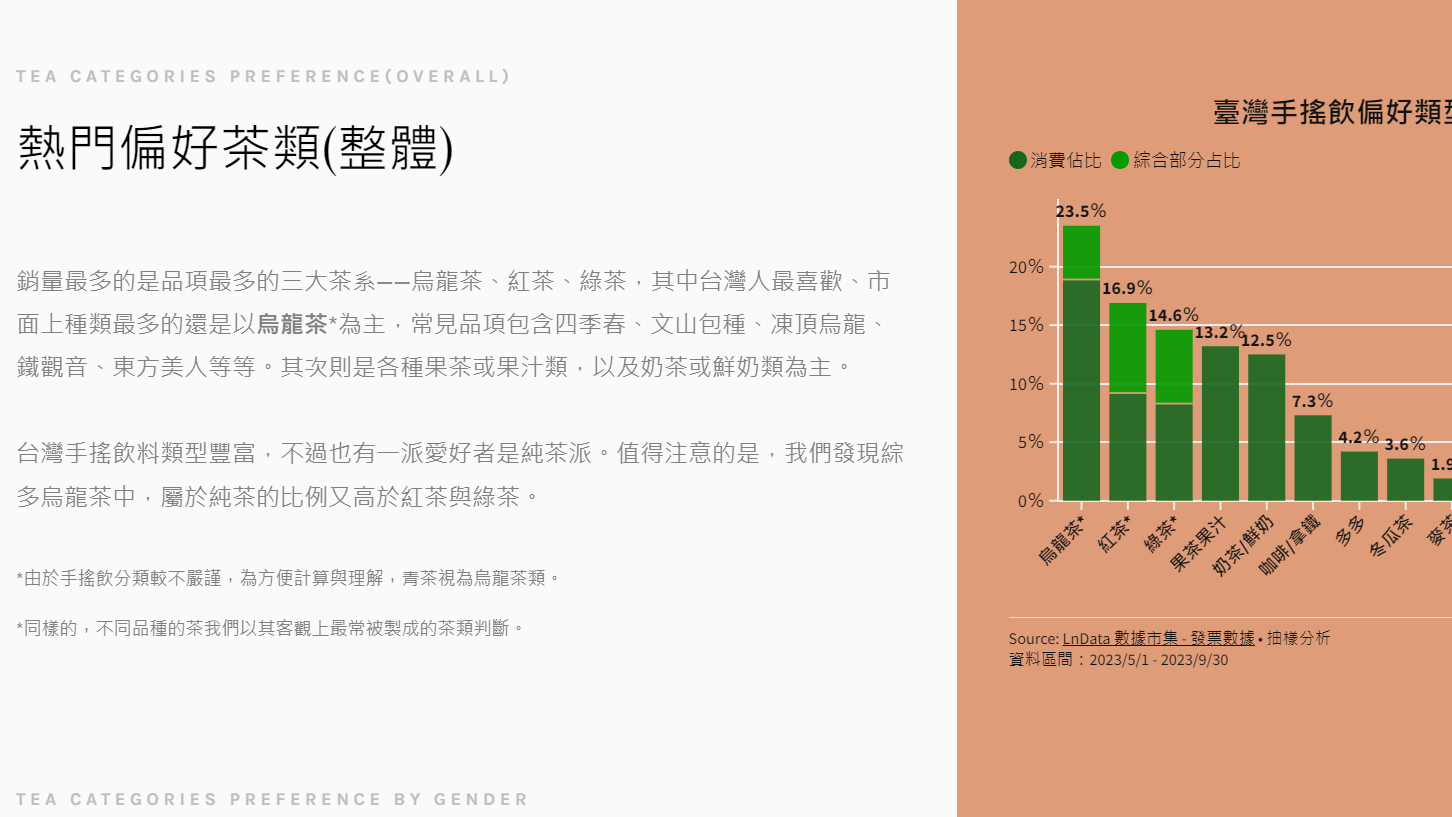 TEA CATEGORIES PREFERENCE(OVERALL)
熱門偏好茶類(整體)
銷量最多的是品項最多的三大茶系——烏龍茶、紅茶、綠茶，其中台灣人最喜歡、市
面上種類最多的還是以烏龍茶*為主，常見品項包含四季春、文山包種、凍頂烏龍、
鐵觀音、東方美人等等。其次則是各種果茶或果汁類，以及奶茶或鮮奶類為主。
台灣手搖飲料類型豐富，不過也有一派愛好者是純茶派。值得注意的是，我們發現綜
多烏龍茶中，屬於純茶的比例又高於紅茶與綠茶。
*由於手搖飲分類較不嚴謹，為方便計算與理解，青茶視為烏龍茶類。
*同樣的，不同品種的茶我們以其客觀上最常被製成的茶類判斷。
TEA CATEGORIES PREFERENCE BY GENDER
臺灣手搖飲偏好類型
消費佔比 綜合部分占比
23.5%
16.9%
14.6%
13.2%
12.5%
7.3%
4.2%
3.6%
1.9
20%
15%
10%
5%
0%
烏龍茶*
紅茶*
綠茶*
果茶果汁
奶茶/鮮奶
咖啡/拿鐵
多多
冬瓜茶
麥茶
Source: LnData 數據市集 - 發票數據 • 抽樣分析
資料區間：2023/5/1 - 2023/9/30